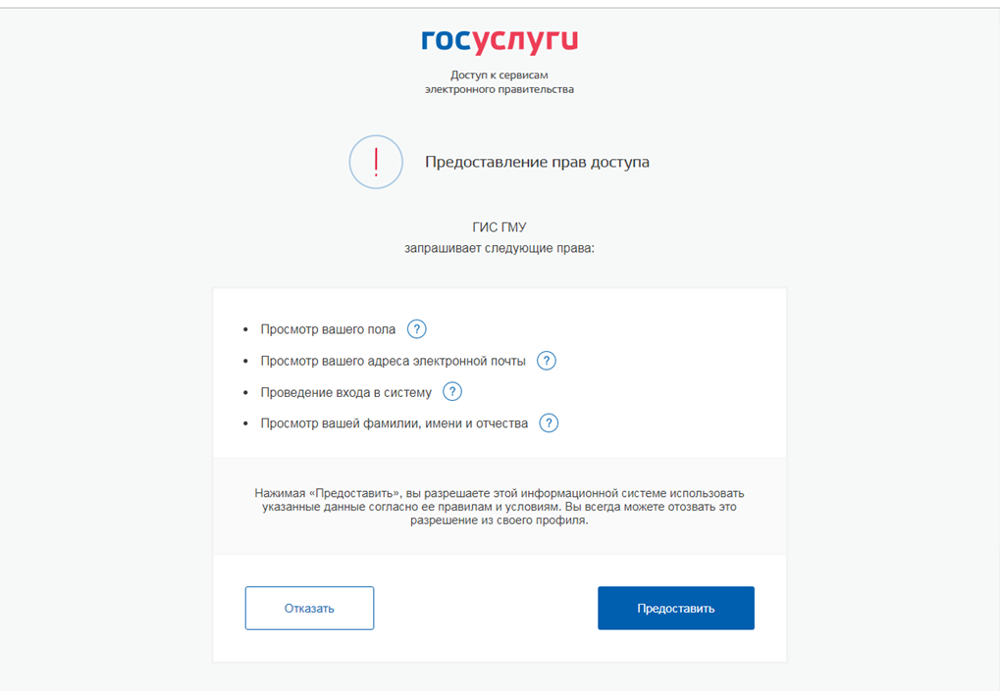 госуслуги
Доступ к сервисам
электронного правительства
!
Предоставление прав доступа
ГИС ГМУ
запрашивает следующие права:
• Просмотр вашего пола ?
• Просмотр вашего адреса электронной почты ?
• Проведение входа в систему ?
• Просмотр вашей фамилии, имени и отчества ?
Нажимая «Предоставить», вы разрешаете этой информационной системе использовать
указанные данные согласно ее правилам и условиям. Вы всегда можете отозвать это
разрешение из своего профиля.
Отказать
Предоставить